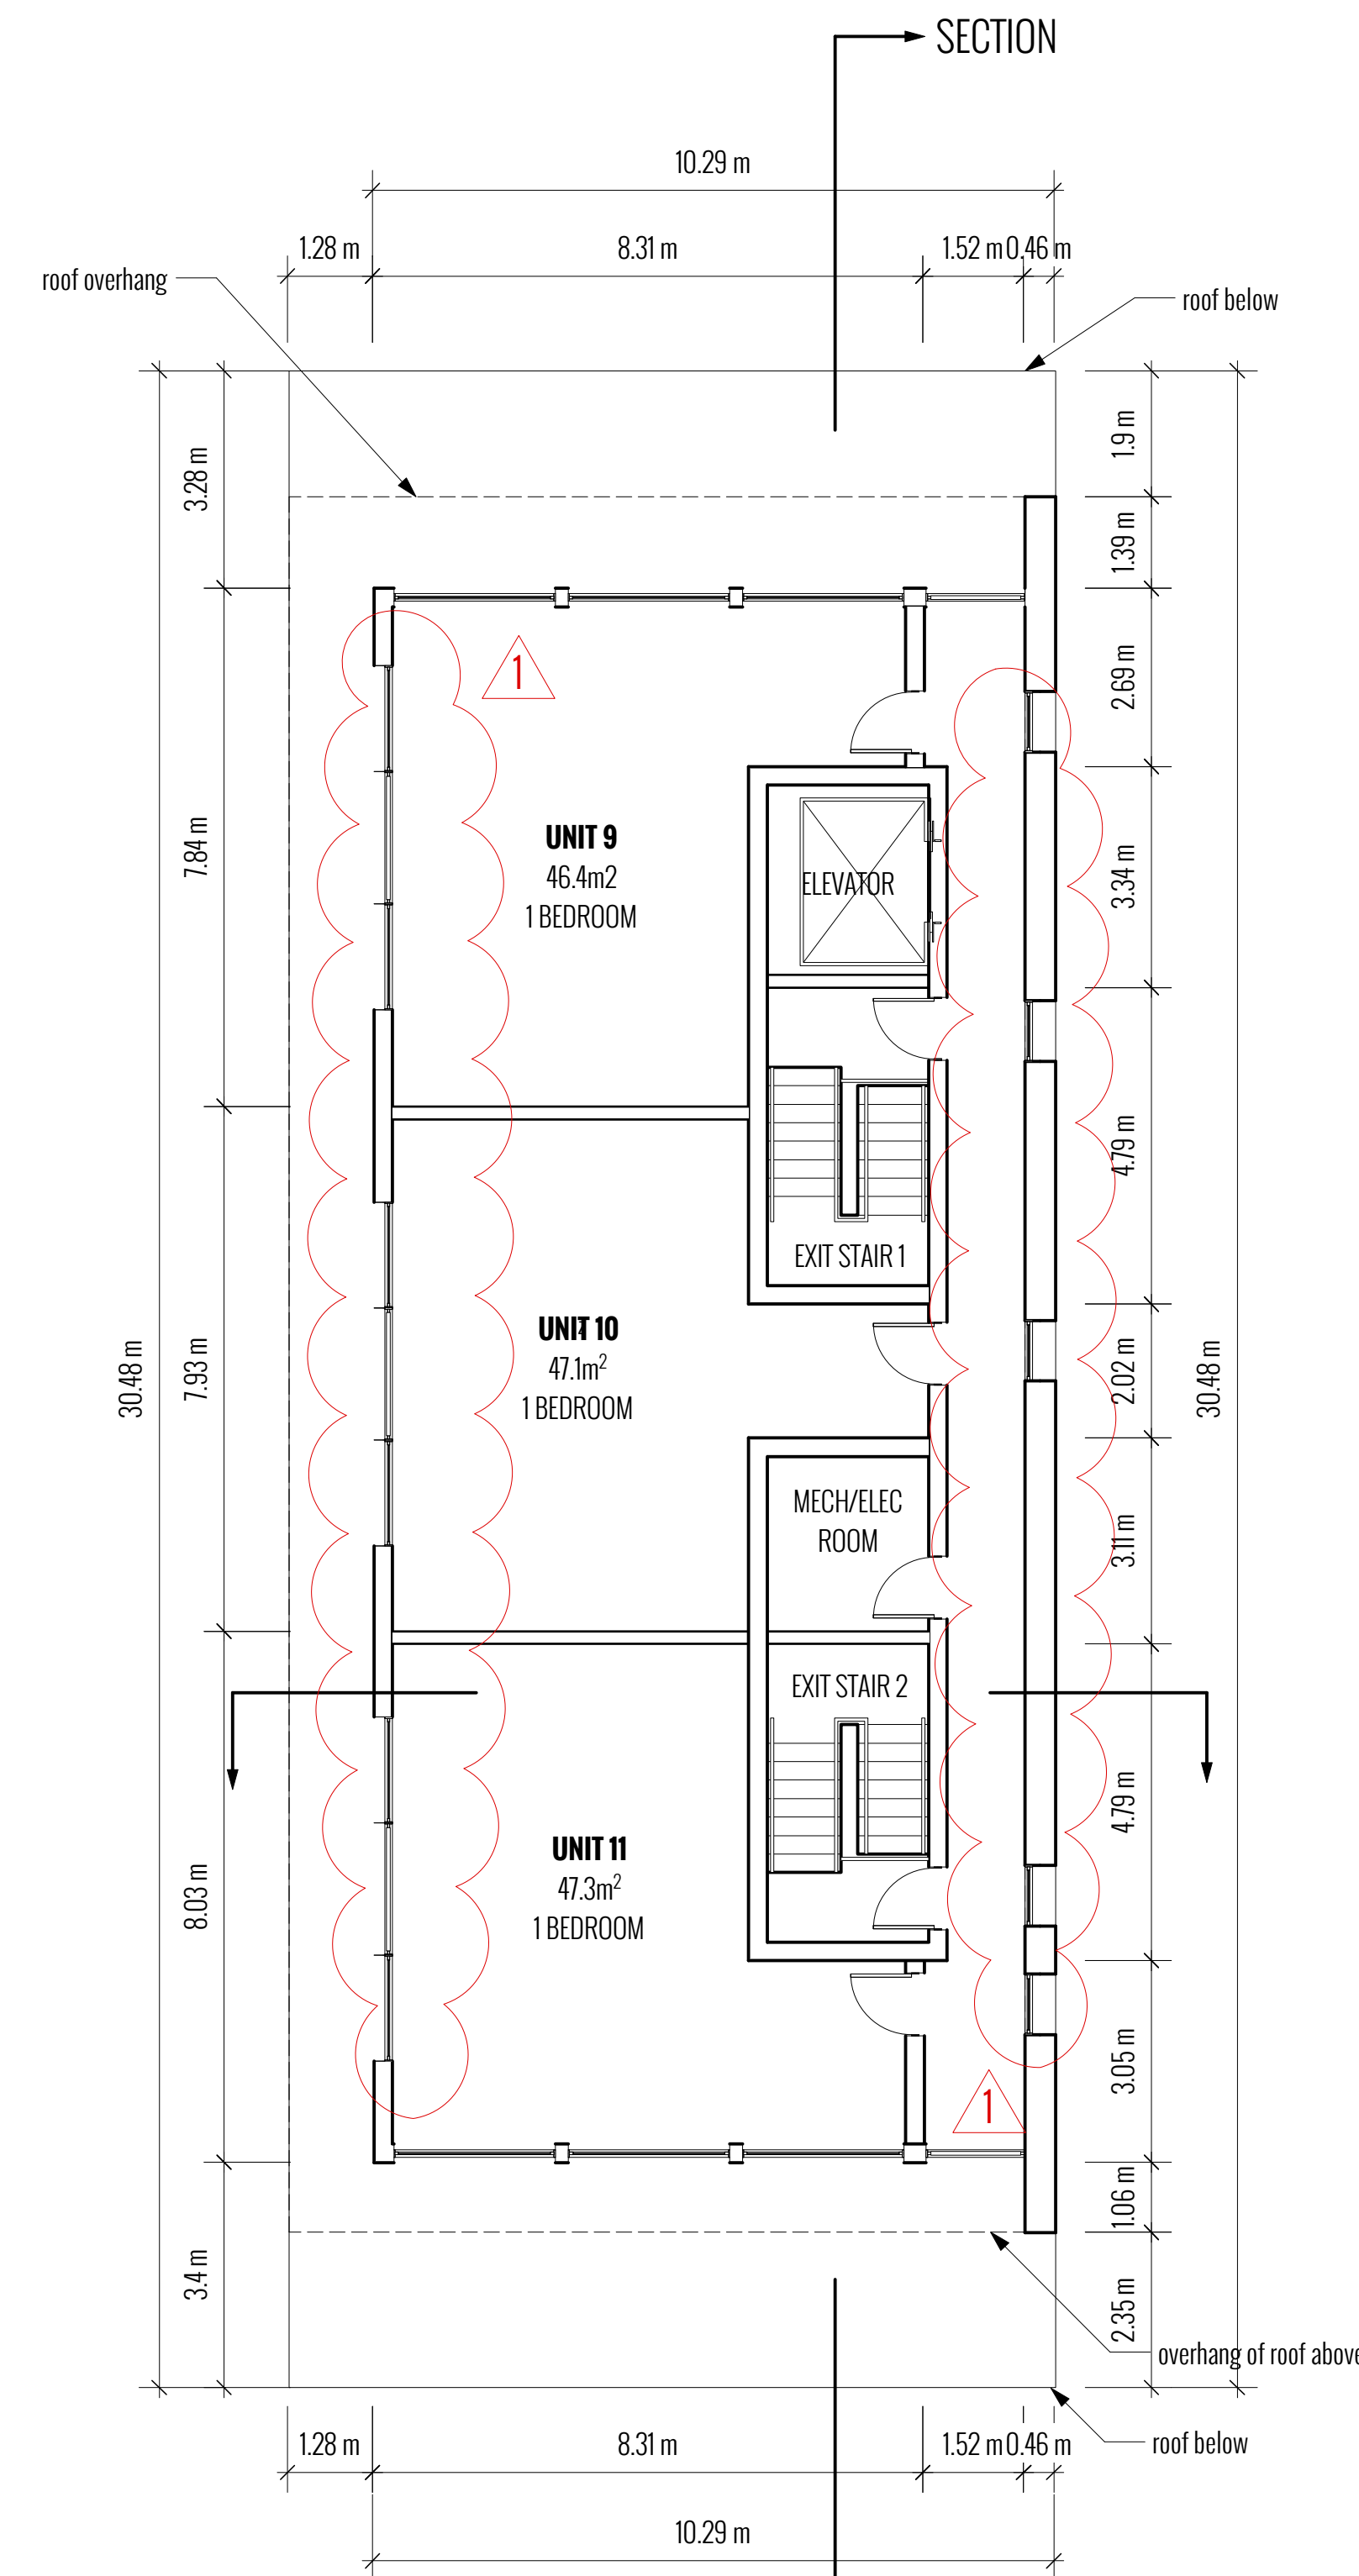 SECTION
10.29 m
1.28 m
8.31 m
1.52 m
0.46 m
roof overhang
roof below
1.9 m
3.28 m
1.39 m
1
2.69 m
UNIT 9
46.4m2
1 BEDROOM
7.84 m
ELEVATOR
3.34 m
4.79 m
EXIT STAIR 1
UNIT 10
47.1m²
1 BEDROOM
30.48 m
7.93 m
2.02 m
30.48 m
MECH/ELEC
ROOM
3.11 m
EXIT STAIR 2
4.79 m
UNIT 11
47.3m²
1 BEDROOM
8.03 m
3.05 m
1
1.06 m
3.4 m
2.35 m
overhang of roof above
roof below
1.28 m
8.31 m
1.52 m
0.46 m
10.29 m